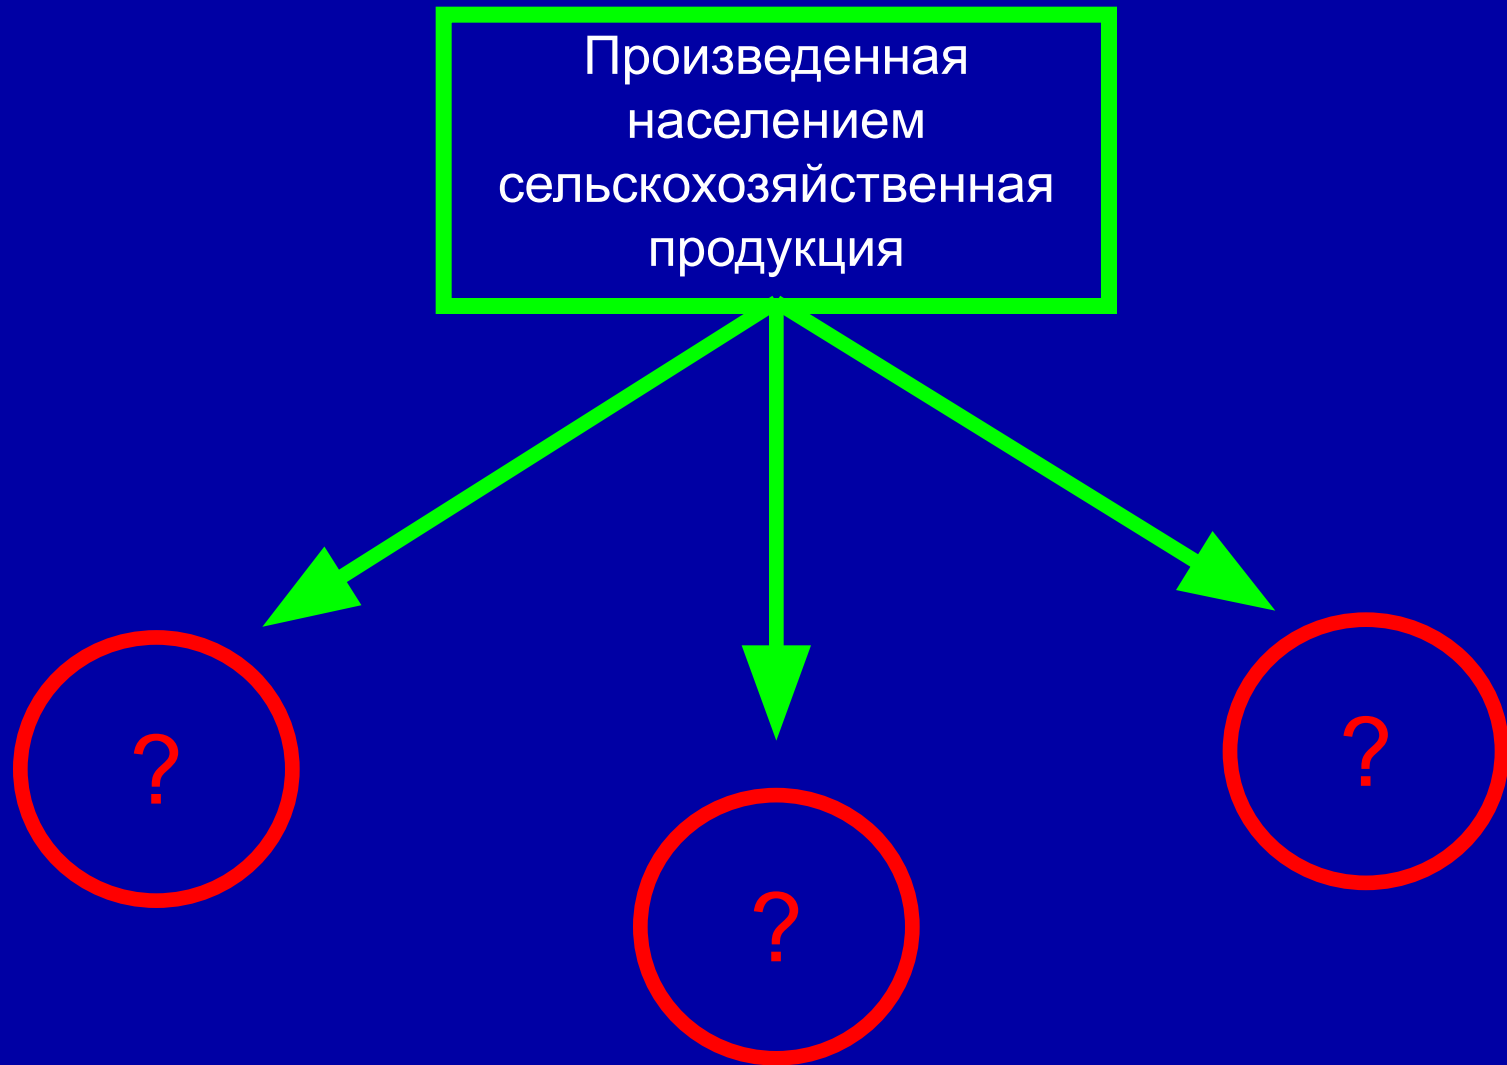 Произведенная
населением
сельскохозяйственная
продукция
?
?
?